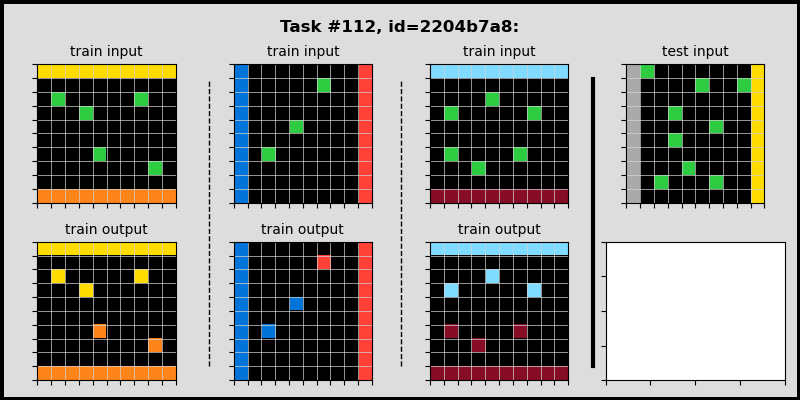 Task #112, id=2204b7a8:
train input
train input
train input
test input
train output
train output
train output